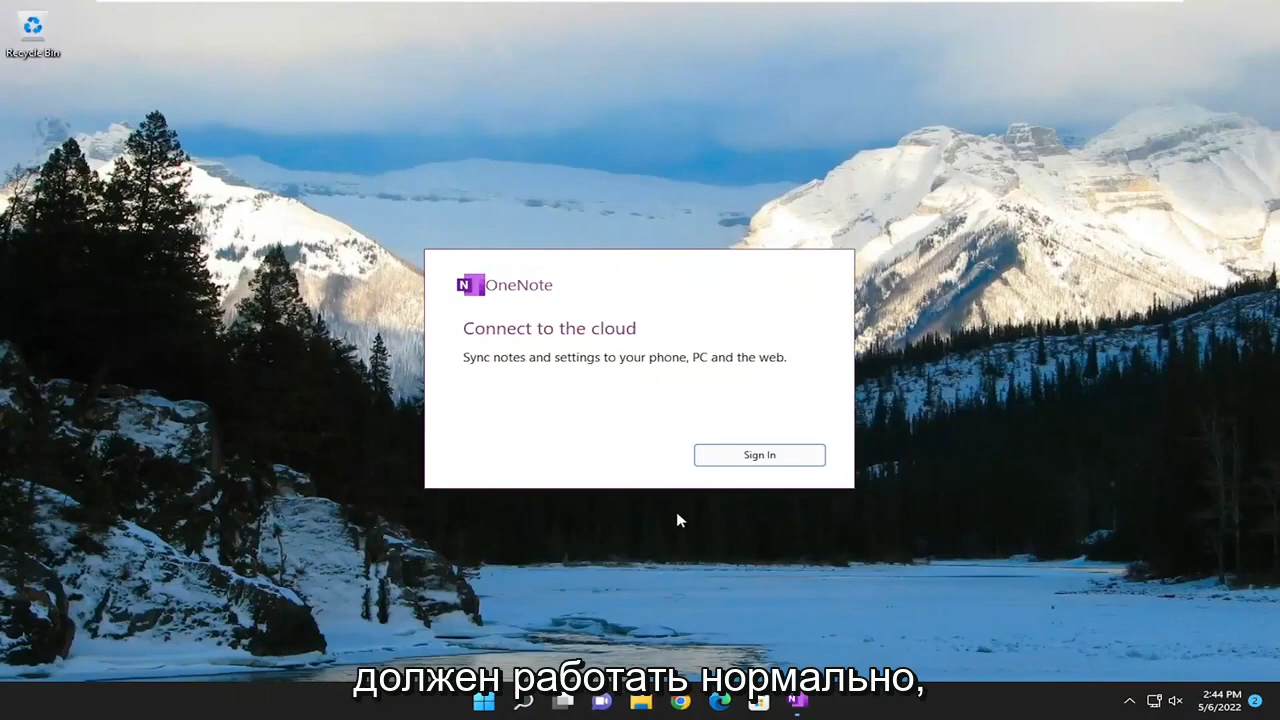 Recycle Bin
OneNote
Connect to the cloud
Sync notes and settings to your phone, PC and the web.
Sign In
должен работать нормально,
2:44 PM
5/6/2022
2